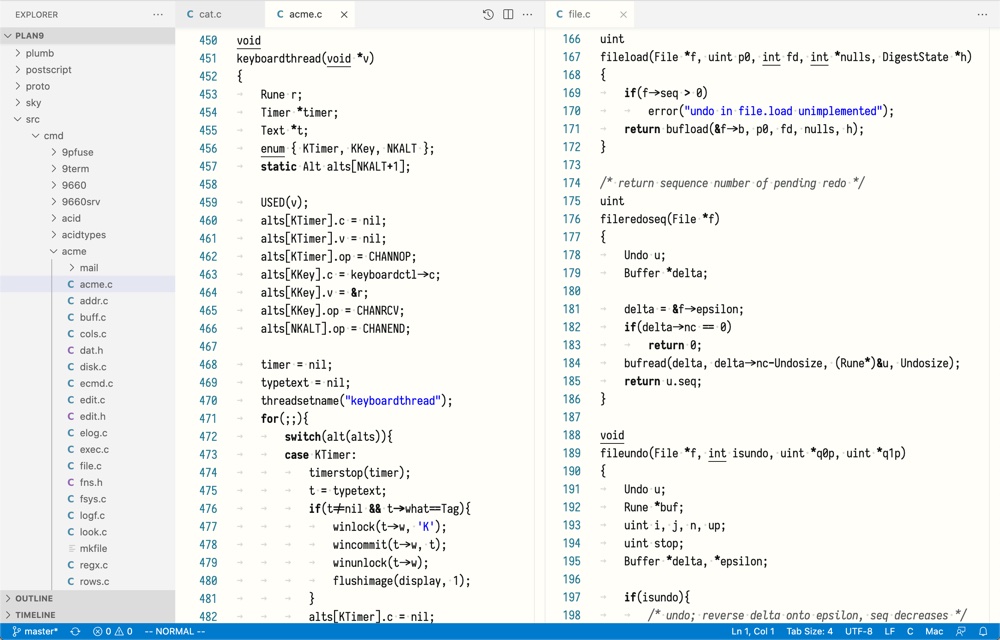 EXPLORER
PLAN9
plumb
postscript
proto
sky
src
cmd
9pfuse
9term
9660
9660srv
acid
acidtypes
acme
mail
C acme.c
C addr.c
C buff.c
C cols.c
C dat.h
C disk.c
C ecmd.c
C edit.c
C edit.h
C elog.c
C exec.c
C file.c
C fns.h
C fsys.c
C logf.c
C look.c
mkfile
C regx.c
C rows.c
OUTLINE
TIMELINE
C cat.c
C acme.c
450 void
451 keyboardthread(void *v)
452 {
453 Rune r;
454 Timer *timer;
455 Text *t;
456 enum { KTimer, KKey, NKALT };
457 static Alt alts[NKALT+1];
458
459 USED(v);
460 alts[KTimer].c = nil;
461 alts[KTimer].v = nil;
462 alts[KTimer].op = CHANNOP;
463 alts[KKey].c = keyboardctl->c;
464 alts[KKey].v = &r;
465 alts[KKey].op = CHANRCV;
466 alts[NKALT].op = CHANEND;
467
468 timer = nil;
469 typetext = nil;
470 threadsetname("keyboardthread");
471 for(;;){
472 switch(alt(alts)){
473 case KTimer:
474 timerstop(timer);
475 t = typetext;
476 if(t!=nil && t->what==Tag){
477 winlock(t->w, 'K');
478 wincommit(t->w, t);
479 winunlock(t->w);
480 flushimage(display, 1);
481 }
482 alts[KTimer].c = nil;
C file.c
166 uint
167 fileload(File *f, uint p0, int fd, int *nulls, DigestState *h)
168 {
169 if(f->seq > 0)
170 error("undo in file.load unimplemented");
171 return bufload(&f->b, p0, fd, nulls, h);
172 }
173
174 /* return sequence number of pending redo */
175 uint
176 fileredoseq(File *f)
177 {
178 Undo u;
179 Buffer *delta;
180
181 delta = &f->epsilon;
182 if(delta->nc == 0)
183 return 0;
184 bufread(delta, delta->nc-Undosize, (Rune*)&u, Undosize);
185 return u.seq;
186 }
187
188 void
189 fileundo(File *f, int isundo, uint *q0p, uint *q1p)
190 {
191 Undo u;
192 Rune *buf;
193 uint i, j, n, up;
194 uint stop;
195 Buffer *delta, *epsilon;
196
197 if(isundo){
198 /* undo; reverse delta onto epsilon, seq decreases */
master* 0 0 -- NORMAL -- Ln 1, Col 1 Tab Size: 4 UTF-8 LF C Mac